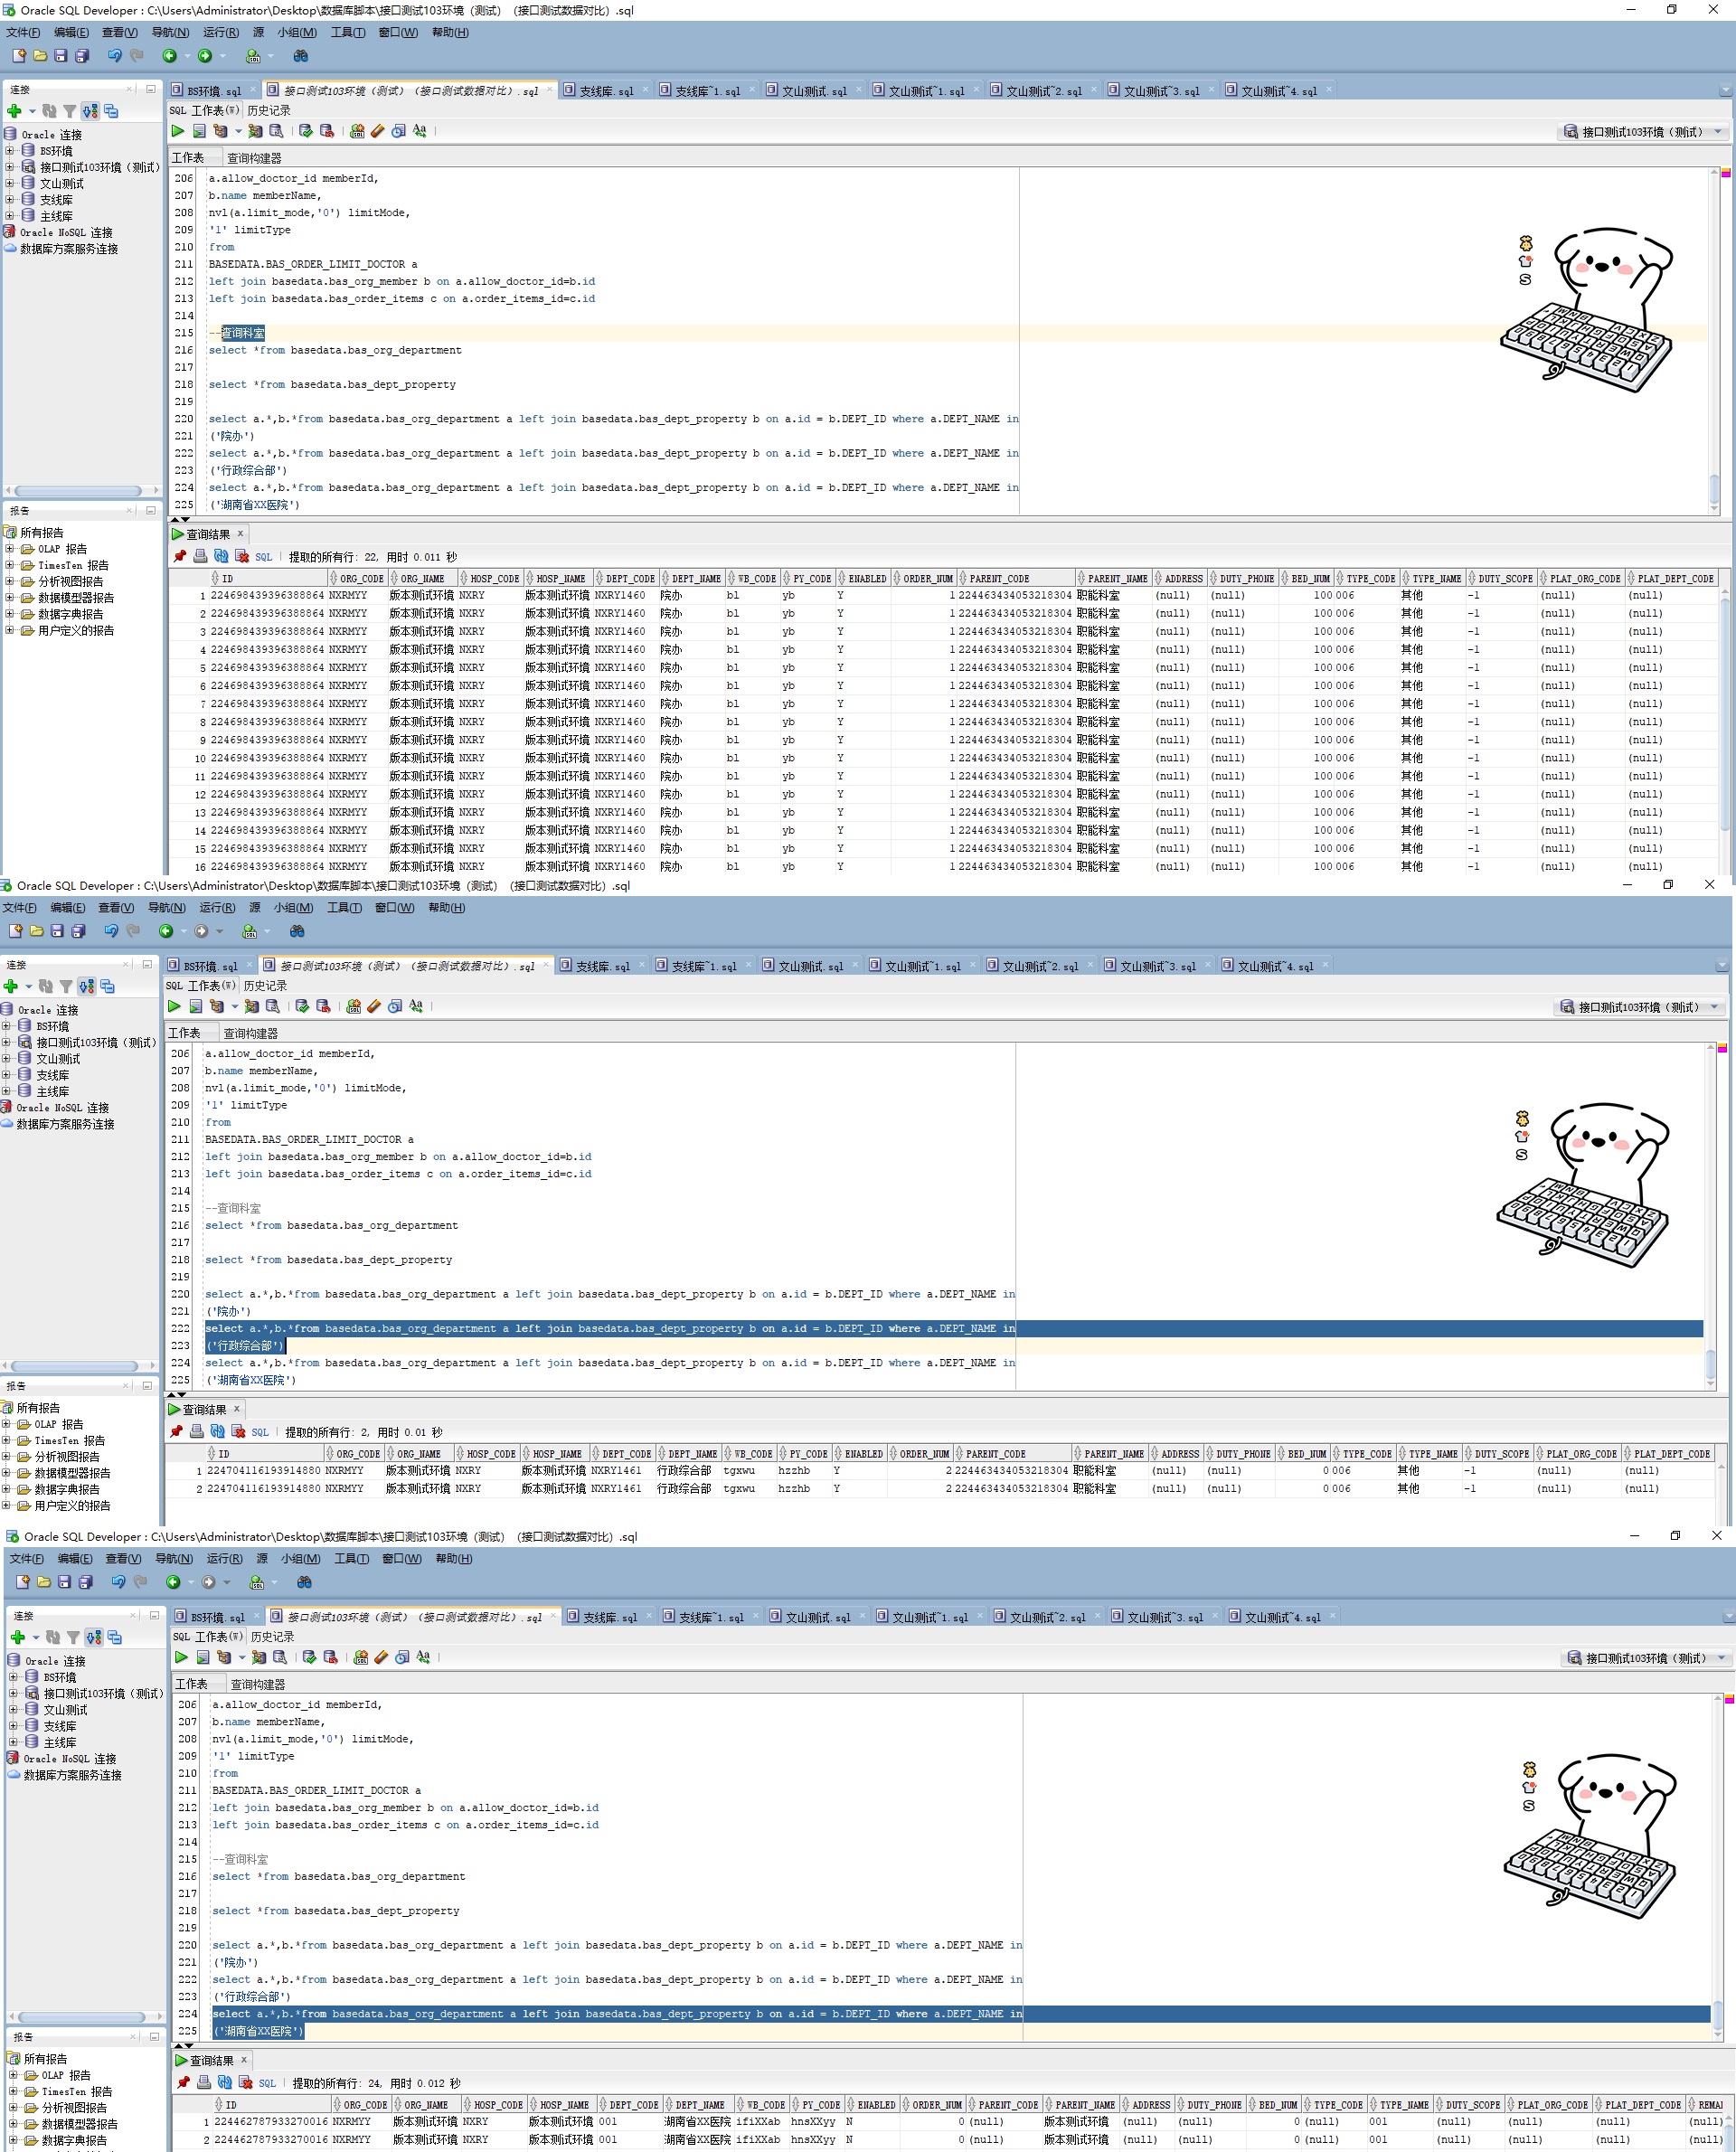 Oracle SQL Developer : C:\Users\Administrator\Desktop\数据库脚本\接口测试103环境（测试）（接口测试数据对比）.sql
文件(F) 编辑(E) 查看(V) 导航(N) 运行(R) 源 小组(M) 工具(T) 窗口(W) 帮助(H)
连接
BS环境.sql 接口测试103环境（测试）（接口测试数据对比）.sql 支线库.sql 支线库~1.sql 文山测试.sql 文山测试~1.sql 文山测试~2.sql 文山测试~3.sql 文山测试~4.sql
SQL 工作表(W) 历史记录
接口测试103环境（测试）
Oracle 连接
BS环境
接口测试103环境（测试）
文山测试
支线库
主线库
Oracle NoSQL 连接
数据库方案服务连接
工作表 查询构建器
206 a.allow_doctor_id memberId,
207 b.name memberName,
208 nvl(a.limit_mode,'0') limitMode,
209 '1' limitType
210 from
211 BASEDATA.BAS_ORDER_LIMIT_DOCTOR a
212 left join basedata.bas_org_member b on a.allow_doctor_id=b.id
213 left join basedata.bas_order_items c on a.order_items_id=c.id
214
215 --查询科室
216 select *from basedata.bas_org_department
217
218 select *from basedata.bas_dept_property
219
220 select a.*,b.*from basedata.bas_org_department a left join basedata.bas_dept_property b on a.id = b.DEPT_ID where a.DEPT_NAME in
221 ('院办')
222 select a.*,b.*from basedata.bas_org_department a left join basedata.bas_dept_property b on a.id = b.DEPT_ID where a.DEPT_NAME in
223 ('行政综合部')
224 select a.*,b.*from basedata.bas_org_department a left join basedata.bas_dept_property b on a.id = b.DEPT_ID where a.DEPT_NAME in
225 ('湖南省XX医院')
报告
所有报告
OLAP 报告
TimesTen 报告
分析视图报告
数据模型器报告
数据字典报告
用户定义的报告
查询结果
SQL | 提取的所有行: 22, 用时 0.011 秒
ID ORG_CODE ORG_NAME HOSP_CODE HOSP_NAME DEPT_CODE DEPT_NAME WB_CODE PY_CODE ENABLED ORDER_NUM PARENT_CODE PARENT_NAME ADDRESS DUTY_PHONE BED_NUM TYPE_CODE TYPE_NAME DUTY_SCOPE PLAT_ORG_CODE PLAT_DEPT_CODE
1 224698439396388864 NXRMYY 版本测试环境 NXRY 版本测试环境 NXRY1460 院办 bl yb Y 1 224463434053218304 职能科室 (null) (null) 100 006 其他 -1 (null) (null)
2 224698439396388864 NXRMYY 版本测试环境 NXRY 版本测试环境 NXRY1460 院办 bl yb Y 1 224463434053218304 职能科室 (null) (null) 100 006 其他 -1 (null) (null)
3 224698439396388864 NXRMYY 版本测试环境 NXRY 版本测试环境 NXRY1460 院办 bl yb Y 1 224463434053218304 职能科室 (null) (null) 100 006 其他 -1 (null) (null)
4 224698439396388864 NXRMYY 版本测试环境 NXRY 版本测试环境 NXRY1460 院办 bl yb Y 1 224463434053218304 职能科室 (null) (null) 100 006 其他 -1 (null) (null)
5 224698439396388864 NXRMYY 版本测试环境 NXRY 版本测试环境 NXRY1460 院办 bl yb Y 1 224463434053218304 职能科室 (null) (null) 100 006 其他 -1 (null) (null)
6 224698439396388864 NXRMYY 版本测试环境 NXRY 版本测试环境 NXRY1460 院办 bl yb Y 1 224463434053218304 职能科室 (null) (null) 100 006 其他 -1 (null) (null)
7 224698439396388864 NXRMYY 版本测试环境 NXRY 版本测试环境 NXRY1460 院办 bl yb Y 1 224463434053218304 职能科室 (null) (null) 100 006 其他 -1 (null) (null)
8 224698439396388864 NXRMYY 版本测试环境 NXRY 版本测试环境 NXRY1460 院办 bl yb Y 1 224463434053218304 职能科室 (null) (null) 100 006 其他 -1 (null) (null)
9 224698439396388864 NXRMYY 版本测试环境 NXRY 版本测试环境 NXRY1460 院办 bl yb Y 1 224463434053218304 职能科室 (null) (null) 100 006 其他 -1 (null) (null)
10 224698439396388864 NXRMYY 版本测试环境 NXRY 版本测试环境 NXRY1460 院办 bl yb Y 1 224463434053218304 职能科室 (null) (null) 100 006 其他 -1 (null) (null)
11 224698439396388864 NXRMYY 版本测试环境 NXRY 版本测试环境 NXRY1460 院办 bl yb Y 1 224463434053218304 职能科室 (null) (null) 100 006 其他 -1 (null) (null)
12 224698439396388864 NXRMYY 版本测试环境 NXRY 版本测试环境 NXRY1460 院办 bl yb Y 1 224463434053218304 职能科室 (null) (null) 100 006 其他 -1 (null) (null)
13 224698439396388864 NXRMYY 版本测试环境 NXRY 版本测试环境 NXRY1460 院办 bl yb Y 1 224463434053218304 职能科室 (null) (null) 100 006 其他 -1 (null) (null)
14 224698439396388864 NXRMYY 版本测试环境 NXRY 版本测试环境 NXRY1460 院办 bl yb Y 1 224463434053218304 职能科室 (null) (null) 100 006 其他 -1 (null) (null)
15 224698439396388864 NXRMYY 版本测试环境 NXRY 版本测试环境 NXRY1460 院办 bl yb Y 1 224463434053218304 职能科室 (null) (null) 100 006 其他 -1 (null) (null)
16 224698439396388864 NXRMYY 版本测试环境 NXRY 版本测试环境 NXRY1460 院办 bl yb Y 1 224463434053218304 职能科室 (null) (null) 100 006 其他 -1 (null) (null)
Oracle SQL Developer : C:\Users\Administrator\Desktop\数据库脚本\接口测试103环境（测试）（接口测试数据对比）.sql
文件(F) 编辑(E) 查看(V) 导航(N) 运行(R) 源 小组(M) 工具(T) 窗口(W) 帮助(H)
连接
BS环境.sql 接口测试103环境（测试）（接口测试数据对比）.sql 支线库.sql 支线库~1.sql 文山测试.sql 文山测试~1.sql 文山测试~2.sql 文山测试~3.sql 文山测试~4.sql
SQL 工作表(W) 历史记录
接口测试103环境（测试）
Oracle 连接
BS环境
接口测试103环境（测试）
文山测试
支线库
主线库
Oracle NoSQL 连接
数据库方案服务连接
工作表 查询构建器
206 a.allow_doctor_id memberId,
207 b.name memberName,
208 nvl(a.limit_mode,'0') limitMode,
209 '1' limitType
210 from
211 BASEDATA.BAS_ORDER_LIMIT_DOCTOR a
212 left join basedata.bas_org_member b on a.allow_doctor_id=b.id
213 left join basedata.bas_order_items c on a.order_items_id=c.id
214
215 --查询科室
216 select *from basedata.bas_org_department
217
218 select *from basedata.bas_dept_property
219
220 select a.*,b.*from basedata.bas_org_department a left join basedata.bas_dept_property b on a.id = b.DEPT_ID where a.DEPT_NAME in
221 ('院办')
222 select a.*,b.*from basedata.bas_org_department a left join basedata.bas_dept_property b on a.id = b.DEPT_ID where a.DEPT_NAME in
223 ('行政综合部')
224 select a.*,b.*from basedata.bas_org_department a left join basedata.bas_dept_property b on a.id = b.DEPT_ID where a.DEPT_NAME in
225 ('湖南省XX医院')
报告
所有报告
OLAP 报告
TimesTen 报告
分析视图报告
数据模型器报告
数据字典报告
用户定义的报告
查询结果
SQL | 提取的所有行: 2, 用时 0.01 秒
ID ORG_CODE ORG_NAME HOSP_CODE HOSP_NAME DEPT_CODE DEPT_NAME WB_CODE PY_CODE ENABLED ORDER_NUM PARENT_CODE PARENT_NAME ADDRESS DUTY_PHONE BED_NUM TYPE_CODE TYPE_NAME DUTY_SCOPE PLAT_ORG_CODE PLAT_DEPT_CODE
1 224704116193914880 NXRMYY 版本测试环境 NXRY 版本测试环境 NXRY1461 行政综合部 tgxwu hzzhb Y 2 224463434053218304 职能科室 (null) (null) 0 006 其他 -1 (null) (null)
2 224704116193914880 NXRMYY 版本测试环境 NXRY 版本测试环境 NXRY1461 行政综合部 tgxwu hzzhb Y 2 224463434053218304 职能科室 (null) (null) 0 006 其他 -1 (null) (null)
Oracle SQL Developer : C:\Users\Administrator\Desktop\数据库脚本\接口测试103环境（测试）（接口测试数据对比）.sql
文件(F) 编辑(E) 查看(V) 导航(N) 运行(R) 源 小组(M) 工具(T) 窗口(W) 帮助(H)
连接
BS环境.sql 接口测试103环境（测试）（接口测试数据对比）.sql 支线库.sql 支线库~1.sql 文山测试.sql 文山测试~1.sql 文山测试~2.sql 文山测试~3.sql 文山测试~4.sql
SQL 工作表(W) 历史记录
接口测试103环境（测试）
Oracle 连接
BS环境
接口测试103环境（测试）
文山测试
支线库
主线库
Oracle NoSQL 连接
数据库方案服务连接
工作表 查询构建器
206 a.allow_doctor_id memberId,
207 b.name memberName,
208 nvl(a.limit_mode,'0') limitMode,
209 '1' limitType
210 from
211 BASEDATA.BAS_ORDER_LIMIT_DOCTOR a
212 left join basedata.bas_org_member b on a.allow_doctor_id=b.id
213 left join basedata.bas_order_items c on a.order_items_id=c.id
214
215 --查询科室
216 select *from basedata.bas_org_department
217
218 select *from basedata.bas_dept_property
219
220 select a.*,b.*from basedata.bas_org_department a left join basedata.bas_dept_property b on a.id = b.DEPT_ID where a.DEPT_NAME in
221 ('院办')
222 select a.*,b.*from basedata.bas_org_department a left join basedata.bas_dept_property b on a.id = b.DEPT_ID where a.DEPT_NAME in
223 ('行政综合部')
224 select a.*,b.*from basedata.bas_org_department a left join basedata.bas_dept_property b on a.id = b.DEPT_ID where a.DEPT_NAME in
225 ('湖南省XX医院')
报告
所有报告
OLAP 报告
TimesTen 报告
分析视图报告
数据模型器报告
数据字典报告
查询结果
SQL | 提取的所有行: 24, 用时 0.012 秒
ID ORG_CODE ORG_NAME HOSP_CODE HOSP_NAME DEPT_CODE DEPT_NAME WB_CODE PY_CODE ENABLED ORDER_NUM PARENT_CODE PARENT_NAME ADDRESS DUTY_PHONE BED_NUM TYPE_CODE TYPE_NAME DUTY_SCOPE PLAT_ORG_CODE PLAT_DEPT_CODE REMAI
1 224462787933270016 NXRMYY 版本测试环境 NXRY 版本测试环境 001 湖南省XX医院 ifiXXab hnsXXyy N 0 (null) 版本测试环境 (null) (null) 0 (null) 001 (null) (null) (null) (null)
2 224462787933270016 NXRMYY 版本测试环境 NXRY 版本测试环境 001 湖南省XX医院 ifiXXab hnsXXyy N 0 (null) 版本测试环境 (null) (null) 0 (null) 001 (null) (null) (null) (null)